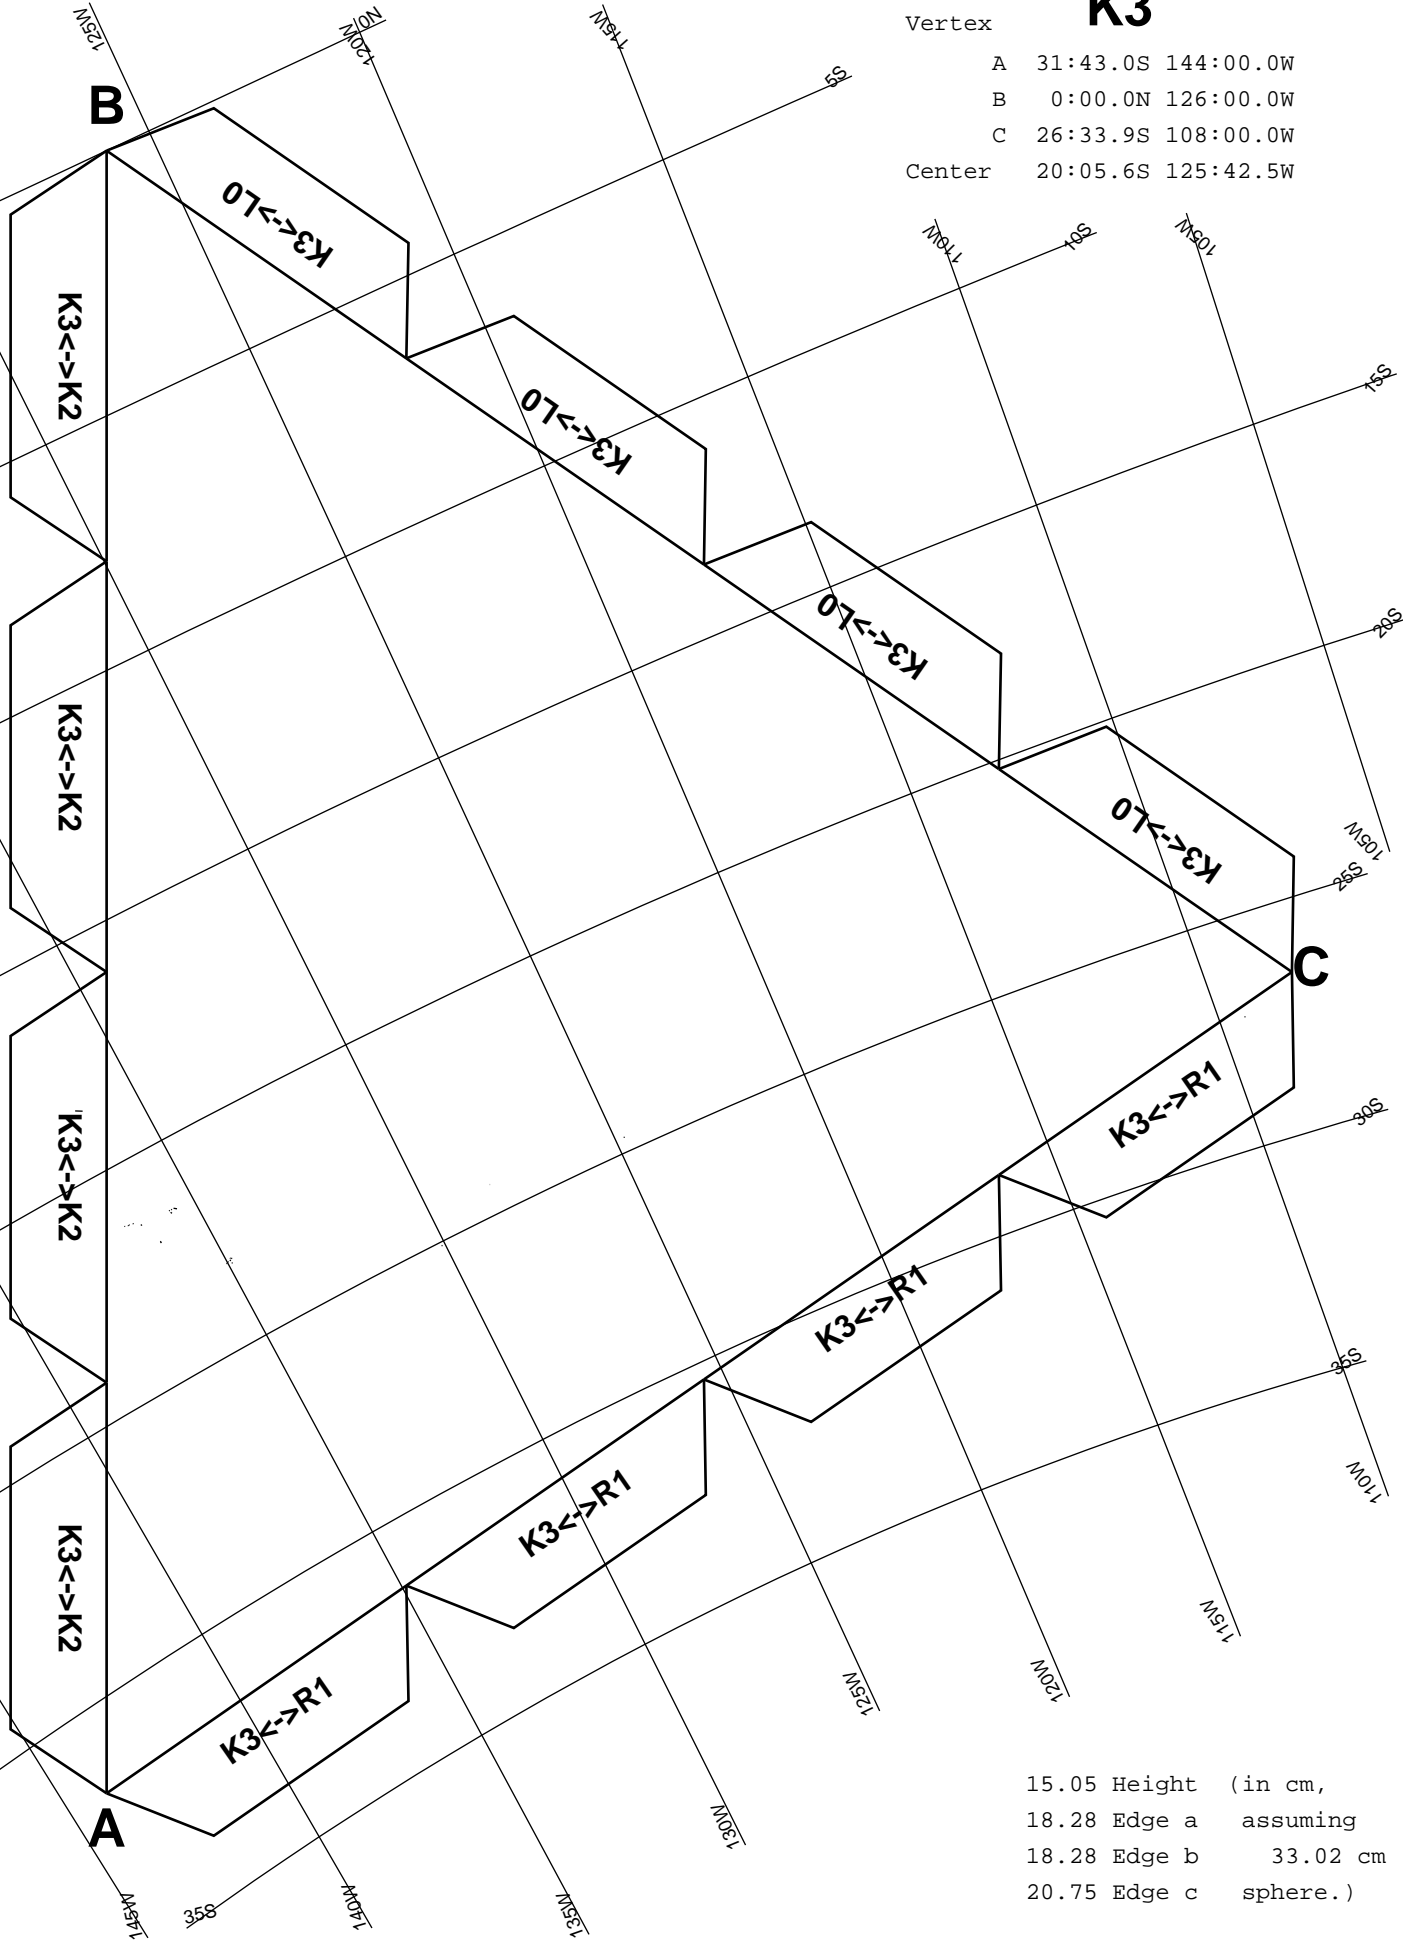 K3
Vertex
A 31:43.0S 144:00.0W
B 0:00.0N 126:00.0W
C 26:33.9S 108:00.0W
Center 20:05.6S 125:42.5W
125W
0N
120W
115W
5S
B
110W
10S
105W
15S
K3<->L0
K3<->K2
K3<->L0
K3<->L0
20S
K3<->K2
K3<->L0
105W
25S
C
K3<->R1
30S
K3<->K2
K3<->R1
35S
110W
K3<->R1
K3<->K2
115W
K3<->R1
120W
125W
130W
A
145W
35S
140W
135W
15.05 Height (in cm,
18.28 Edge a assuming
18.28 Edge b 33.02 cm
20.75 Edge c sphere.)